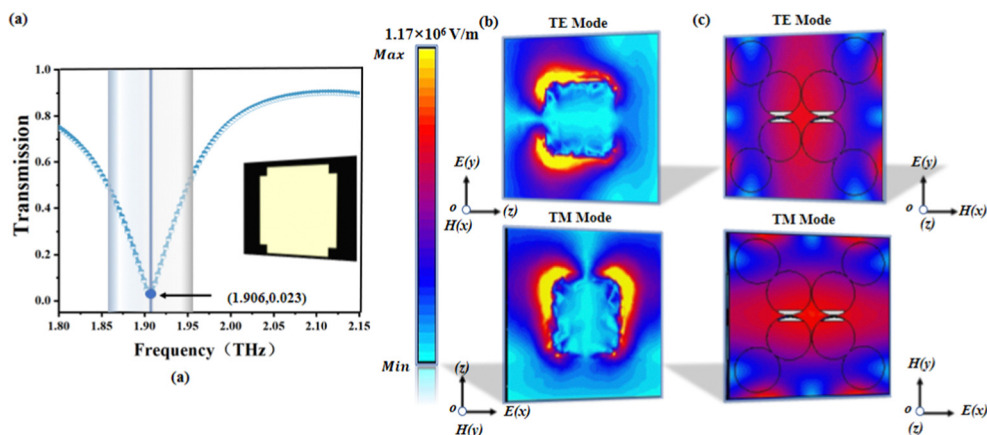 (a)
1.17×10⁶ V/m
(b)
TE Mode
(c)
TE Mode
Max
1.0
0.8
0.6
0.4
0.2
0.0
Transmission
(1.906,0.023)
1.80
1.85
1.90
1.95
2.00
2.05
2.10
2.15
Frequency（THz）
(a)
E(y)
o
(z)
H(x)
E(y)
o
H(x)
(z)
TM Mode
TM Mode
Min
(z)
o
E(x)
H(y)
H(y)
o
E(x)
(z)